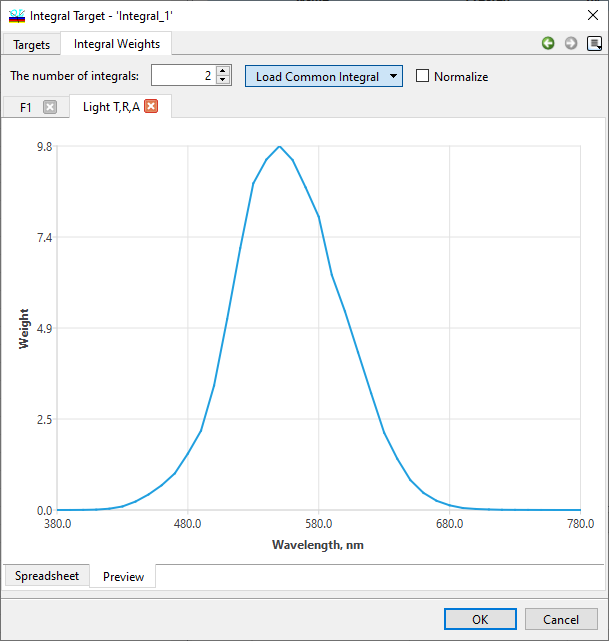 Integral Target - 'Integral_1'
Targets
Integral Weights
The number of integrals:
2
Load Common Integral
Normalize
F1
Light T,R,A
9.8
7.4
4.9
2.5
0.0
Weight
380.0
480.0
580.0
680.0
780.0
Wavelength, nm
Spreadsheet
Preview
OK
Cancel